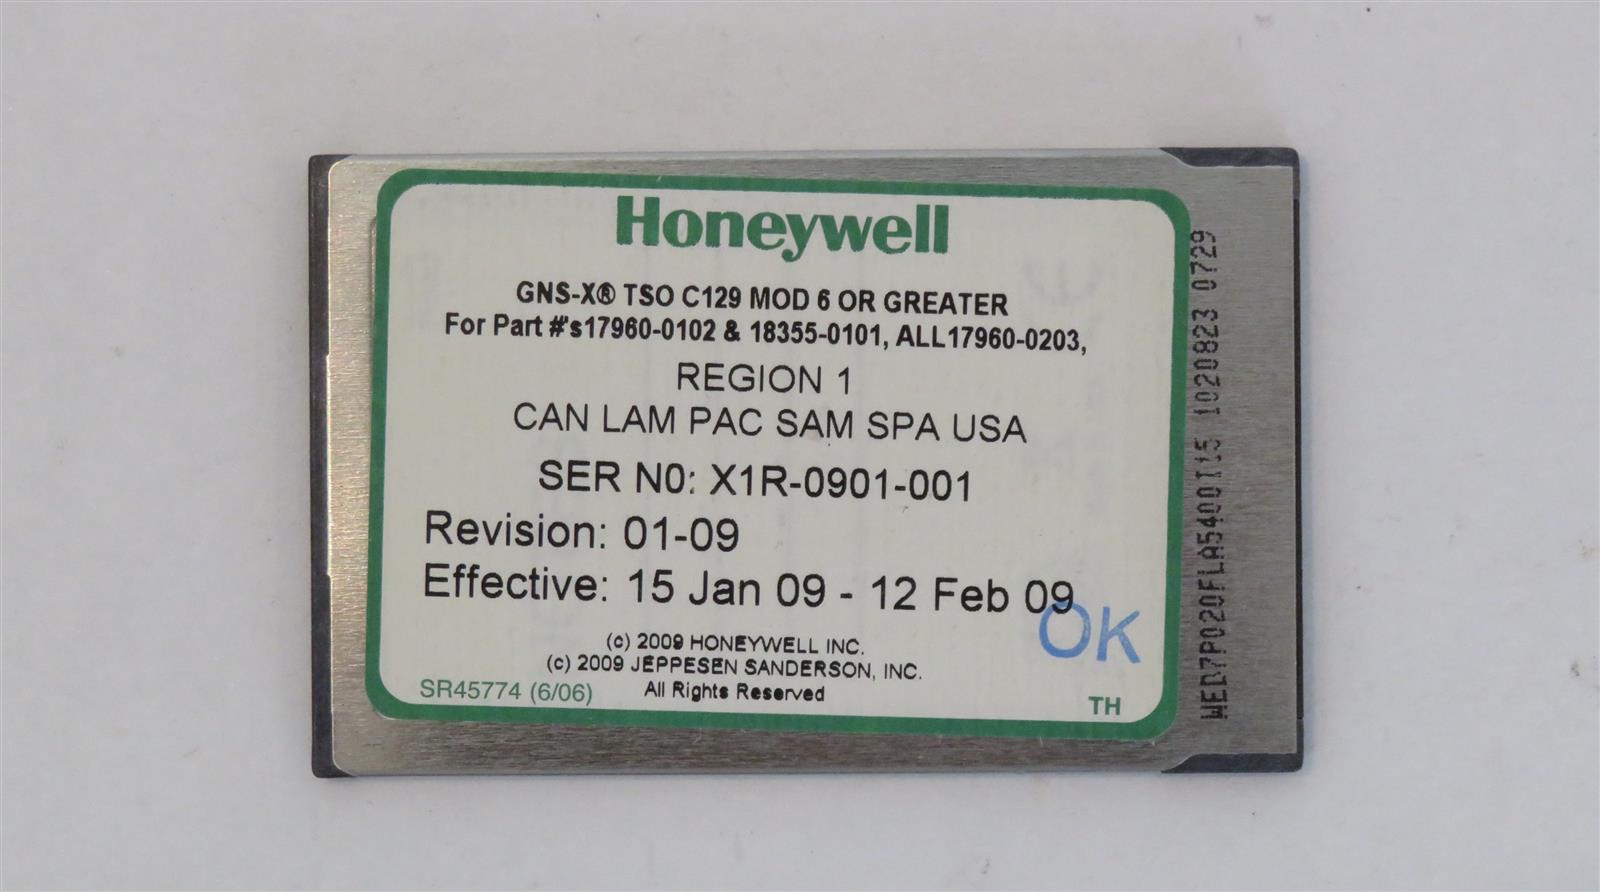 Honeywell
GNS-X® TSO C129 MOD 6 OR GREATER
For Part #'s17960-0102 & 18355-0101, ALL17960-0203,
REGION 1
CAN LAM PAC SAM SPA USA
SER N0: X1R-0901-001
Revision: 01-09
Effective: 15 Jan 09 - 12 Feb 09
OK
(c) 2009 HONEYWELL INC.
(c) 2009 JEPPESEN SANDERSON, INC.
SR45774 (6/06) All Rights Reserved
TH
WED7P020FLA5400I15 1020823 0729